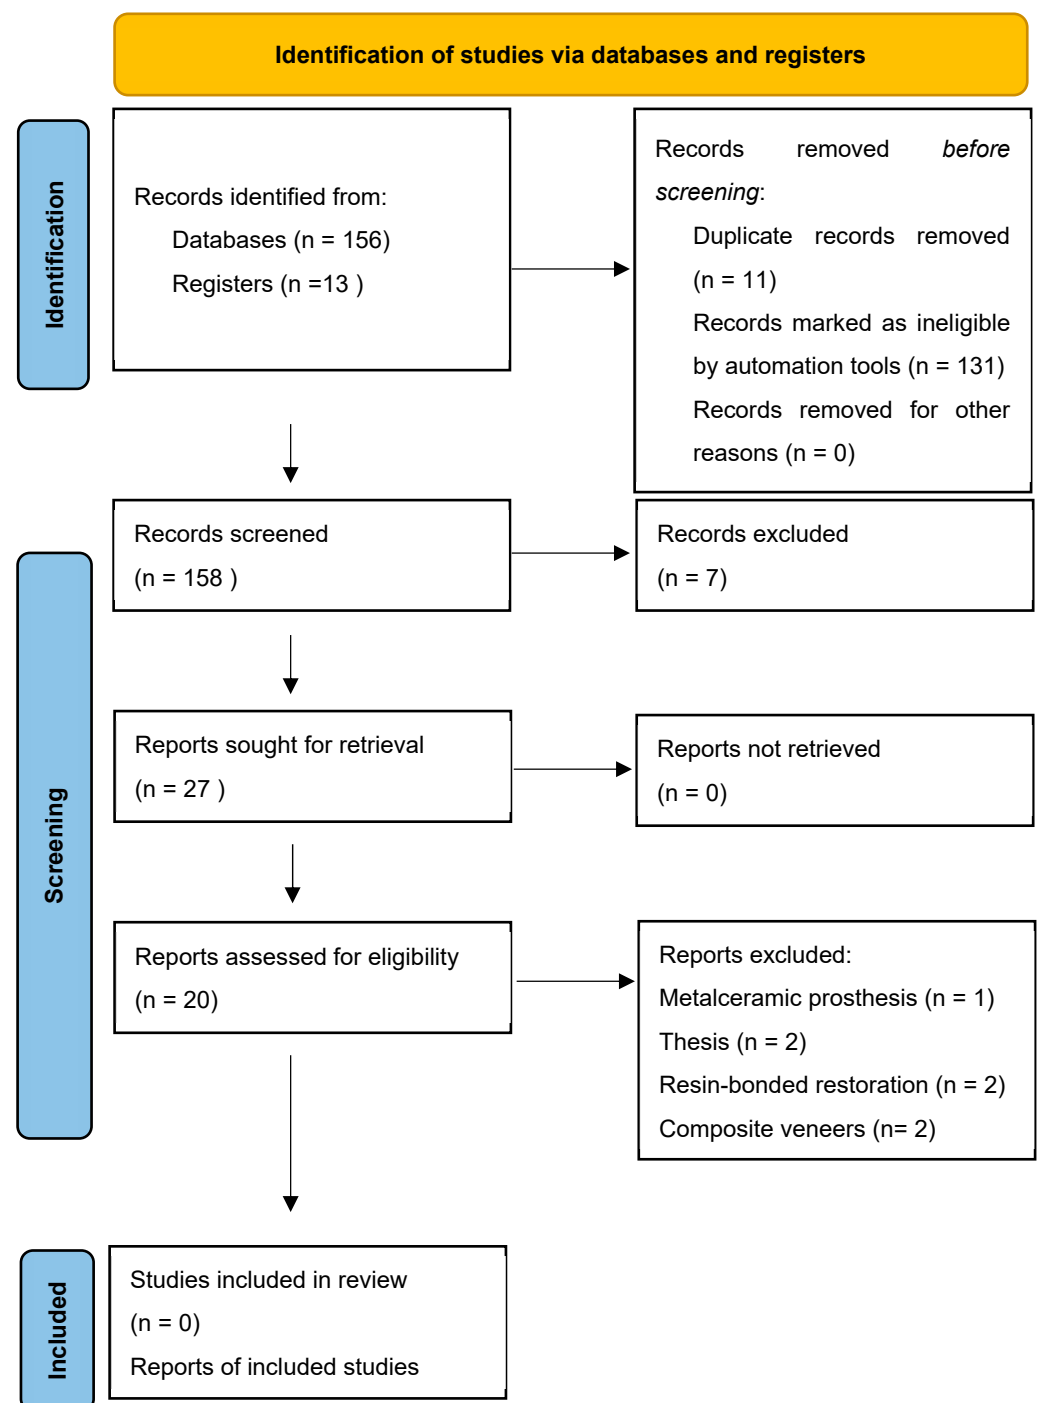 Identification of studies via databases and registers
Identification
Records identified from:
Databases (n = 156)
Registers (n =13 )
Records removed before
screening:
Duplicate records removed
(n = 11)
Records marked as ineligible
by automation tools (n = 131)
Records removed for other
reasons (n = 0)
Screening
Records screened
(n = 158 )
Records excluded
(n = 7)
Reports sought for retrieval
(n = 27 )
Reports not retrieved
(n = 0)
Reports assessed for eligibility
(n = 20)
Reports excluded:
Metalceramic prosthesis (n = 1)
Thesis (n = 2)
Resin-bonded restoration (n = 2)
Composite veneers (n= 2)
Included
Studies included in review
(n = 0)
Reports of included studies